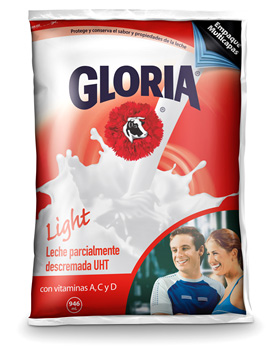 Protege y conserva el sabor y propiedades de la leche
Empaque
Multicapas
GLORIA®
Light
Leche parcialmente
descremada UHT
con vitaminas A, C y D
946